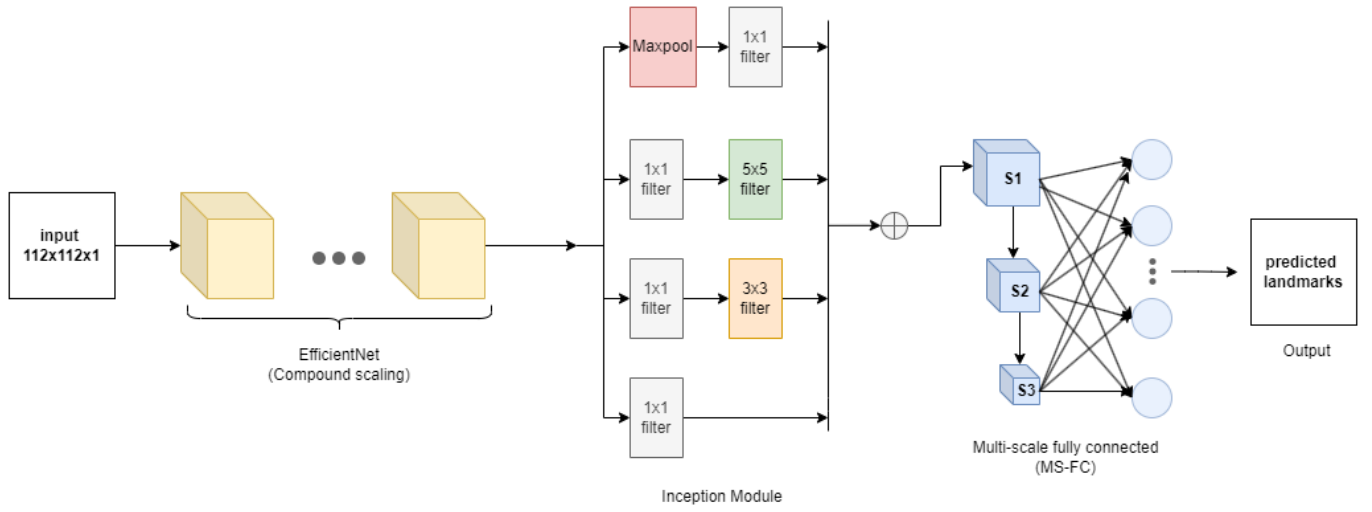 input
112x112x1
EfficientNet
(Compound scaling)
Maxpool
1x1
filter
1x1
filter
5x5
filter
1x1
filter
3x3
filter
1x1
filter
Inception Module
S1
S2
S3
Multi-scale fully connected
(MS-FC)
predicted
landmarks
Output